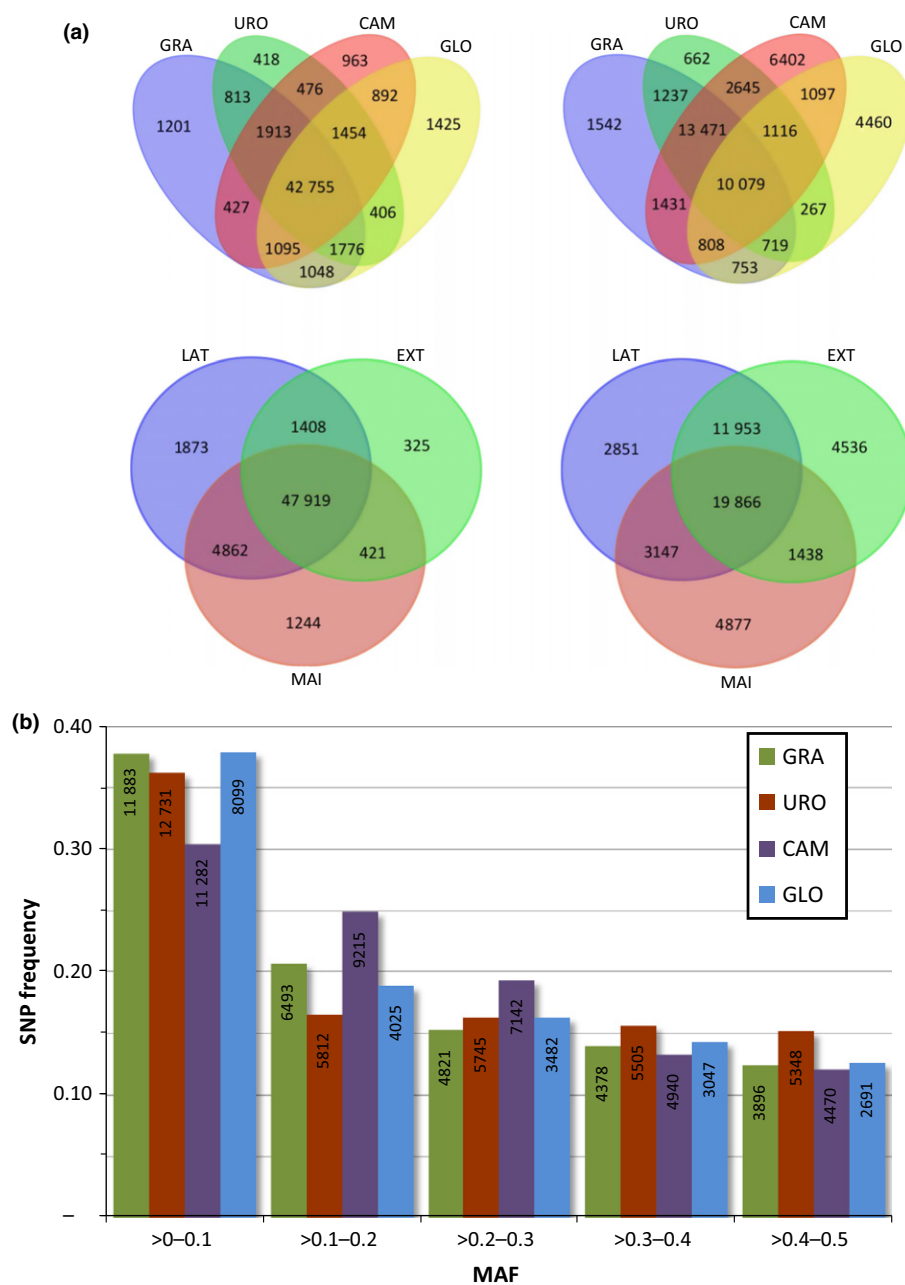 (a)
URO CAM
GRA GLO
418 963
813 476 892
1201 1913 1454 1425
42 755
427 406
1095 1776
1048
URO CAM
GRA GLO
662 6402
1237 2645 1097
1542 13 471 1116 4460
10 079
1431 267
808 719
753
LAT EXT
1408
1873 325
47 919
4862 421
1244
MAI
LAT EXT
11 953
2851 4536
19 866
3147 1438
4877
MAI
(b)
0.40
0.30
0.20
0.10
–
SNP frequency
11 883
12 731
11 282
8099
6493
5812
9215
4025
4821
5745
7142
3482
4378
5505
4940
3047
3896
5348
4470
2691
GRA
URO
CAM
GLO
>0–0.1 >0.1–0.2 >0.2–0.3 >0.3–0.4 >0.4–0.5
MAF